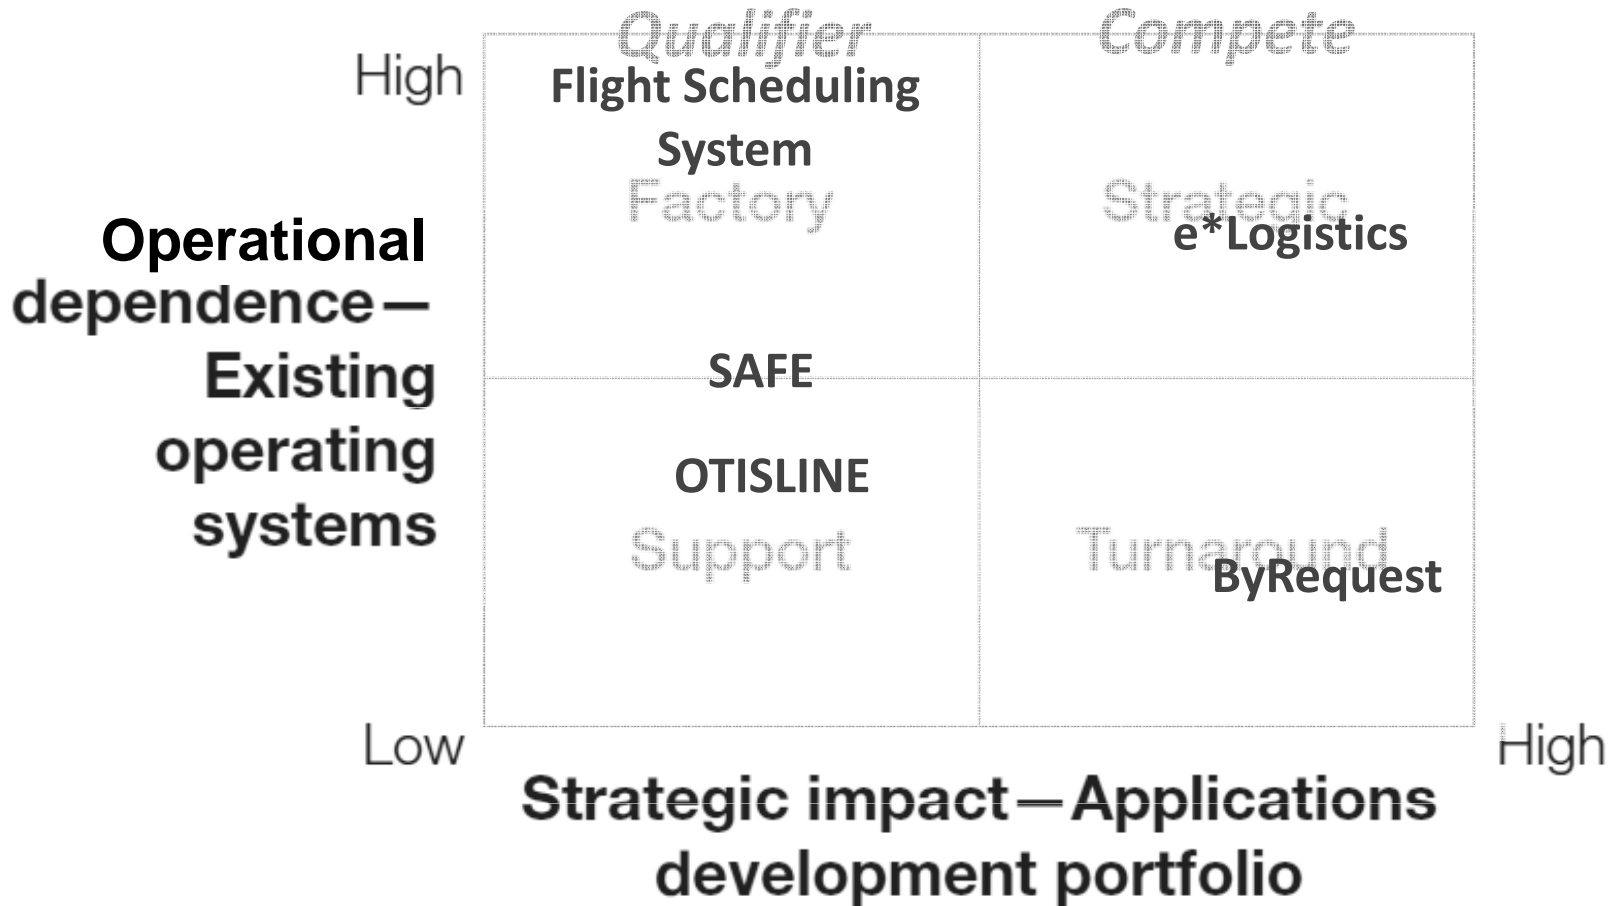 Qualifier
Compete
High
Flight Scheduling
System
Factory
Strategic
e*Logistics
Operational
dependence—
Existing
operating
systems
SAFE
OTISLINE
Support
Turnaround
ByRequest
Low
High
Strategic impact—Applications
development portfolio